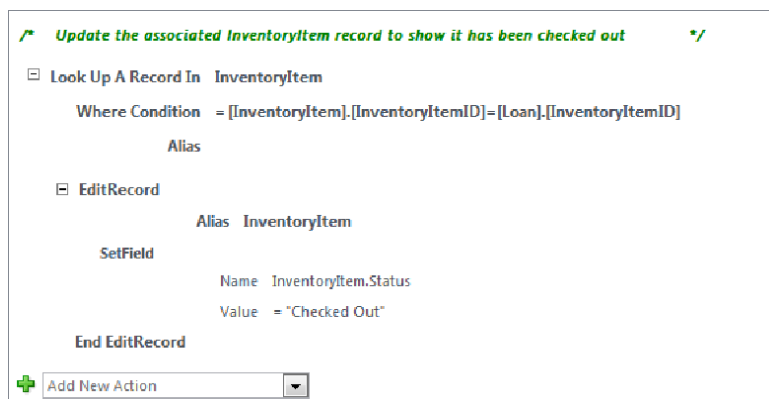 /* Update the associated InventoryItem record to show it has been checked out */
Look Up A Record In InventoryItem
Where Condition = [InventoryItem].[InventoryItemID]=[Loan].[InventoryItemID]
Alias
EditRecord
Alias InventoryItem
SetField
Name InventoryItem.Status
Value = "Checked Out"
End EditRecord
Add New Action